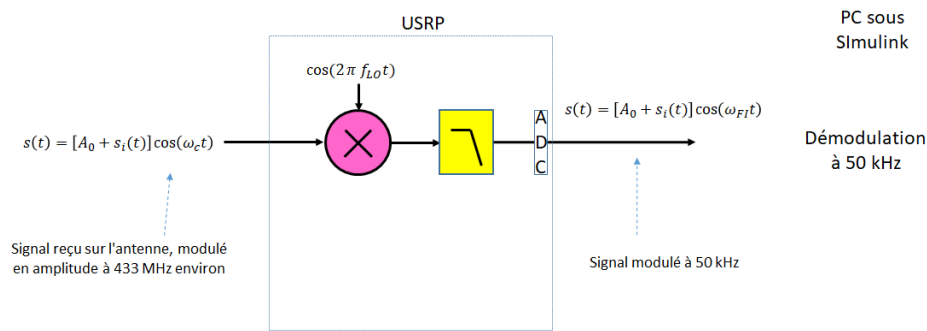 USRP
PC sous
SImulink
cos(2π f_LO t)
s(t) = [A_0 + s_i(t)] cos(ω_c t)
A
D
C
s(t) = [A_0 + s_i(t)] cos(ω_FI t)
Démodulation
à 50 kHz
Signal reçu sur l'antenne, modulé
en amplitude à 433 MHz environ
Signal modulé à 50 kHz